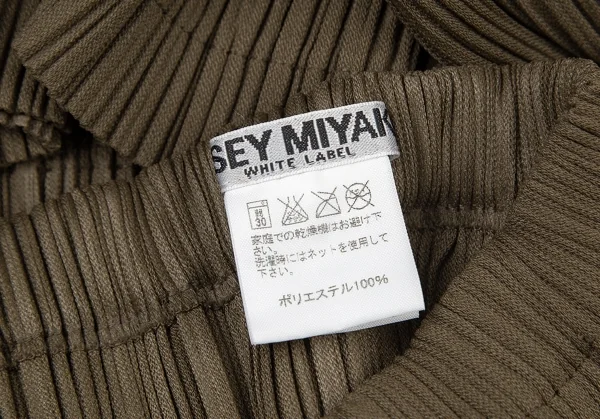 SEY MIYAK
WHITE LABEL
30
家庭での乾燥機はお避け下
さい。
洗濯時にはネットを使用して
下さい。
ポリエステル100%